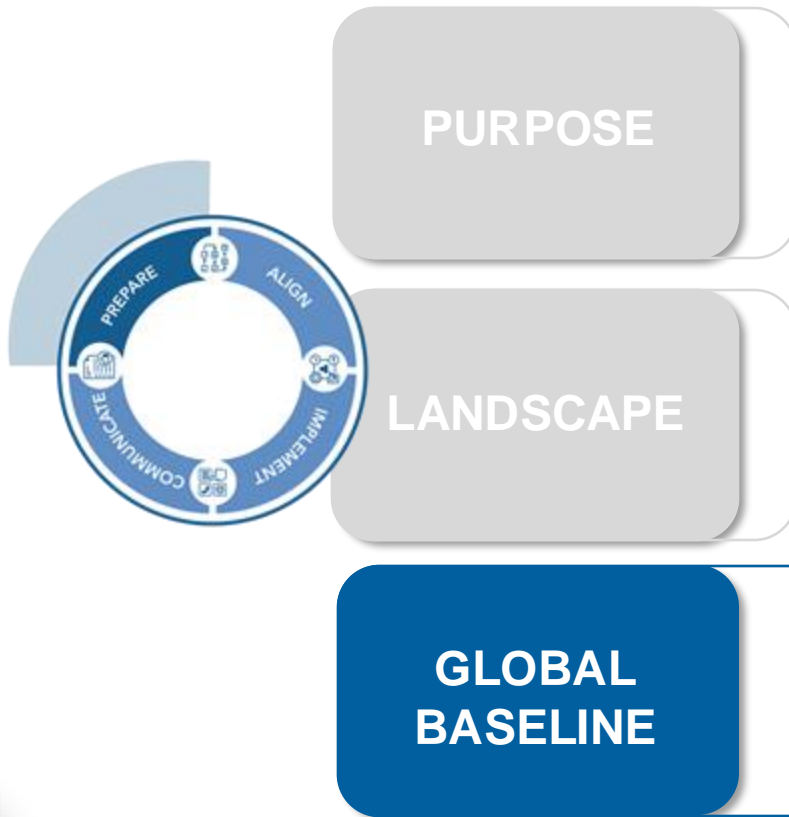 PURPOSE
PREPARE
ALIGN
LANDSCAPE
COMMUNICATE
IMPLEMENT
GLOBAL
BASELINE